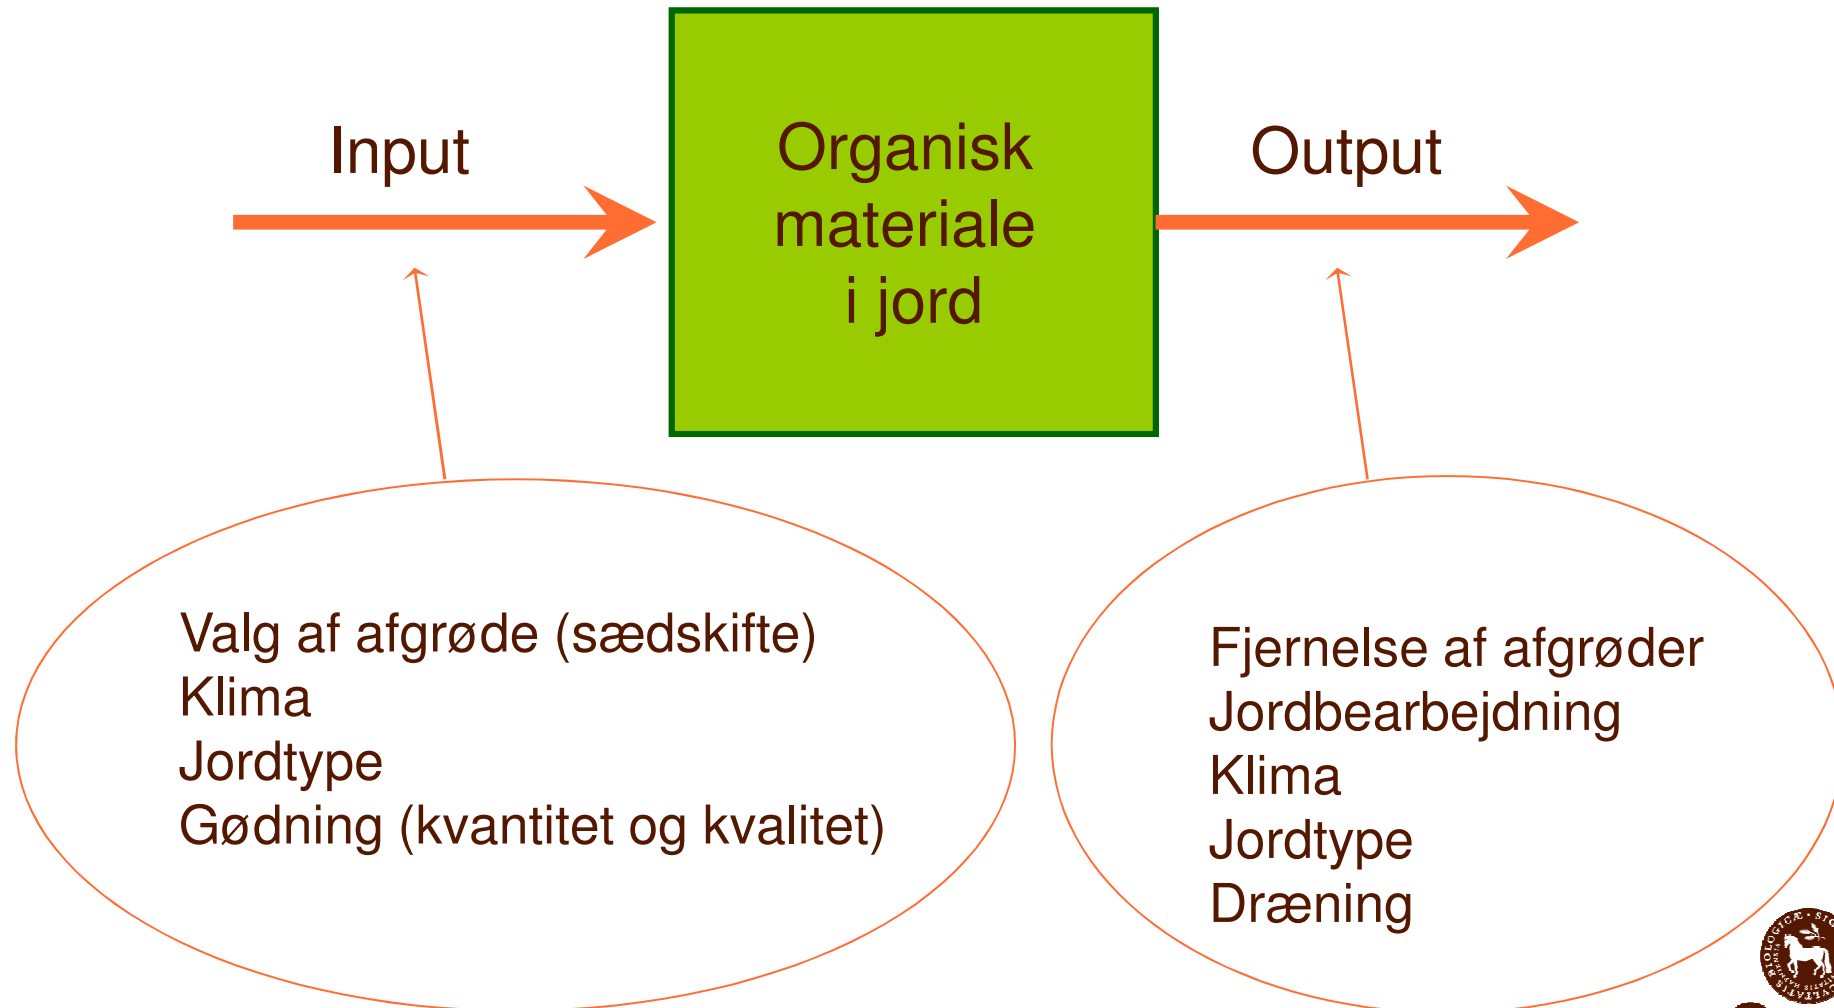 Input
Organisk
materiale
i jord
Output
Valg af afgrøde (sædskifte)
Klima
Jordtype
Gødning (kvantitet og kvalitet)
Fjernelse af afgrøder
Jordbearbejdning
Klima
Jordtype
Dræning